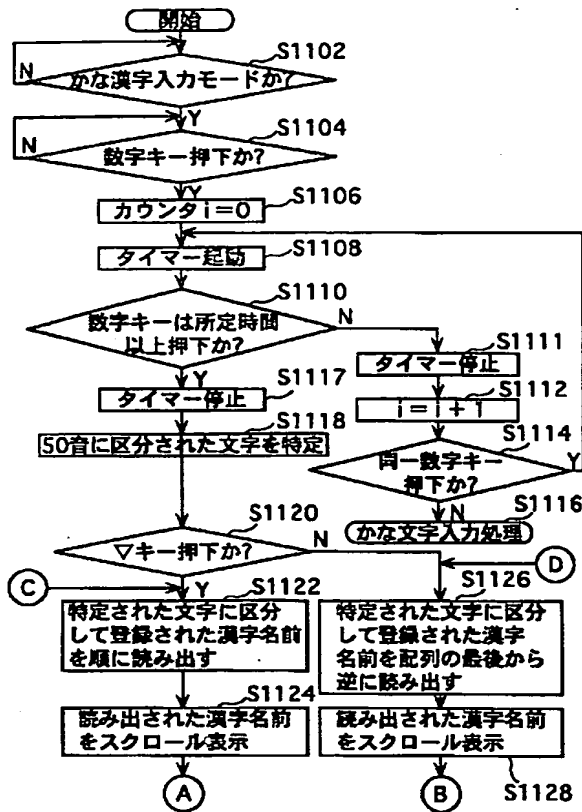 開始
S1102
かな漢字入力モードか?
N
Y
S1104
数字キー押下か?
N
Y
S1106
カウンタi=0
S1108
タイマー起動
S1110
数字キーは所定時間
以上押下か?
N
Y
S1111
タイマー停止
S1112
i=i+1
S1114
同一数字キー
押下か?
Y
N
S1116
かな文字入力処理
S1117
タイマー停止
S1118
50音に区分された文字を特定
S1120
▽キー押下か?
N
Y
C
D
S1122
特定された文字に区分
して登録された漢字名前
を順に読み出す
S1124
読み出された漢字名前
をスクロール表示
A
S1126
特定された文字に区分
して登録された漢字
名前を配列の最後から
逆に読み出す
読み出された漢字名前
をスクロール表示
S1128
B